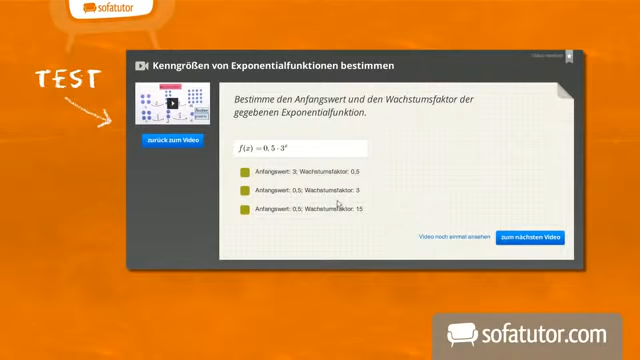 sofatutor
TEST
Kenngrößen von Exponentialfunktionen bestimmen
Bestimme den Anfangswert und den Wachstumsfaktor der
gegebenen Exponentialfunktion.
zurück zum Video
f(x) = 0,5 · 3ˣ
Anfangswert: 3; Wachstumsfaktor: 0,5
Anfangswert: 0,5; Wachstumsfaktor: 3
Anfangswert: 0,5; Wachstumsfaktor: 15
Video noch einmal ansehen
zum nächsten Video
sofatutor.com